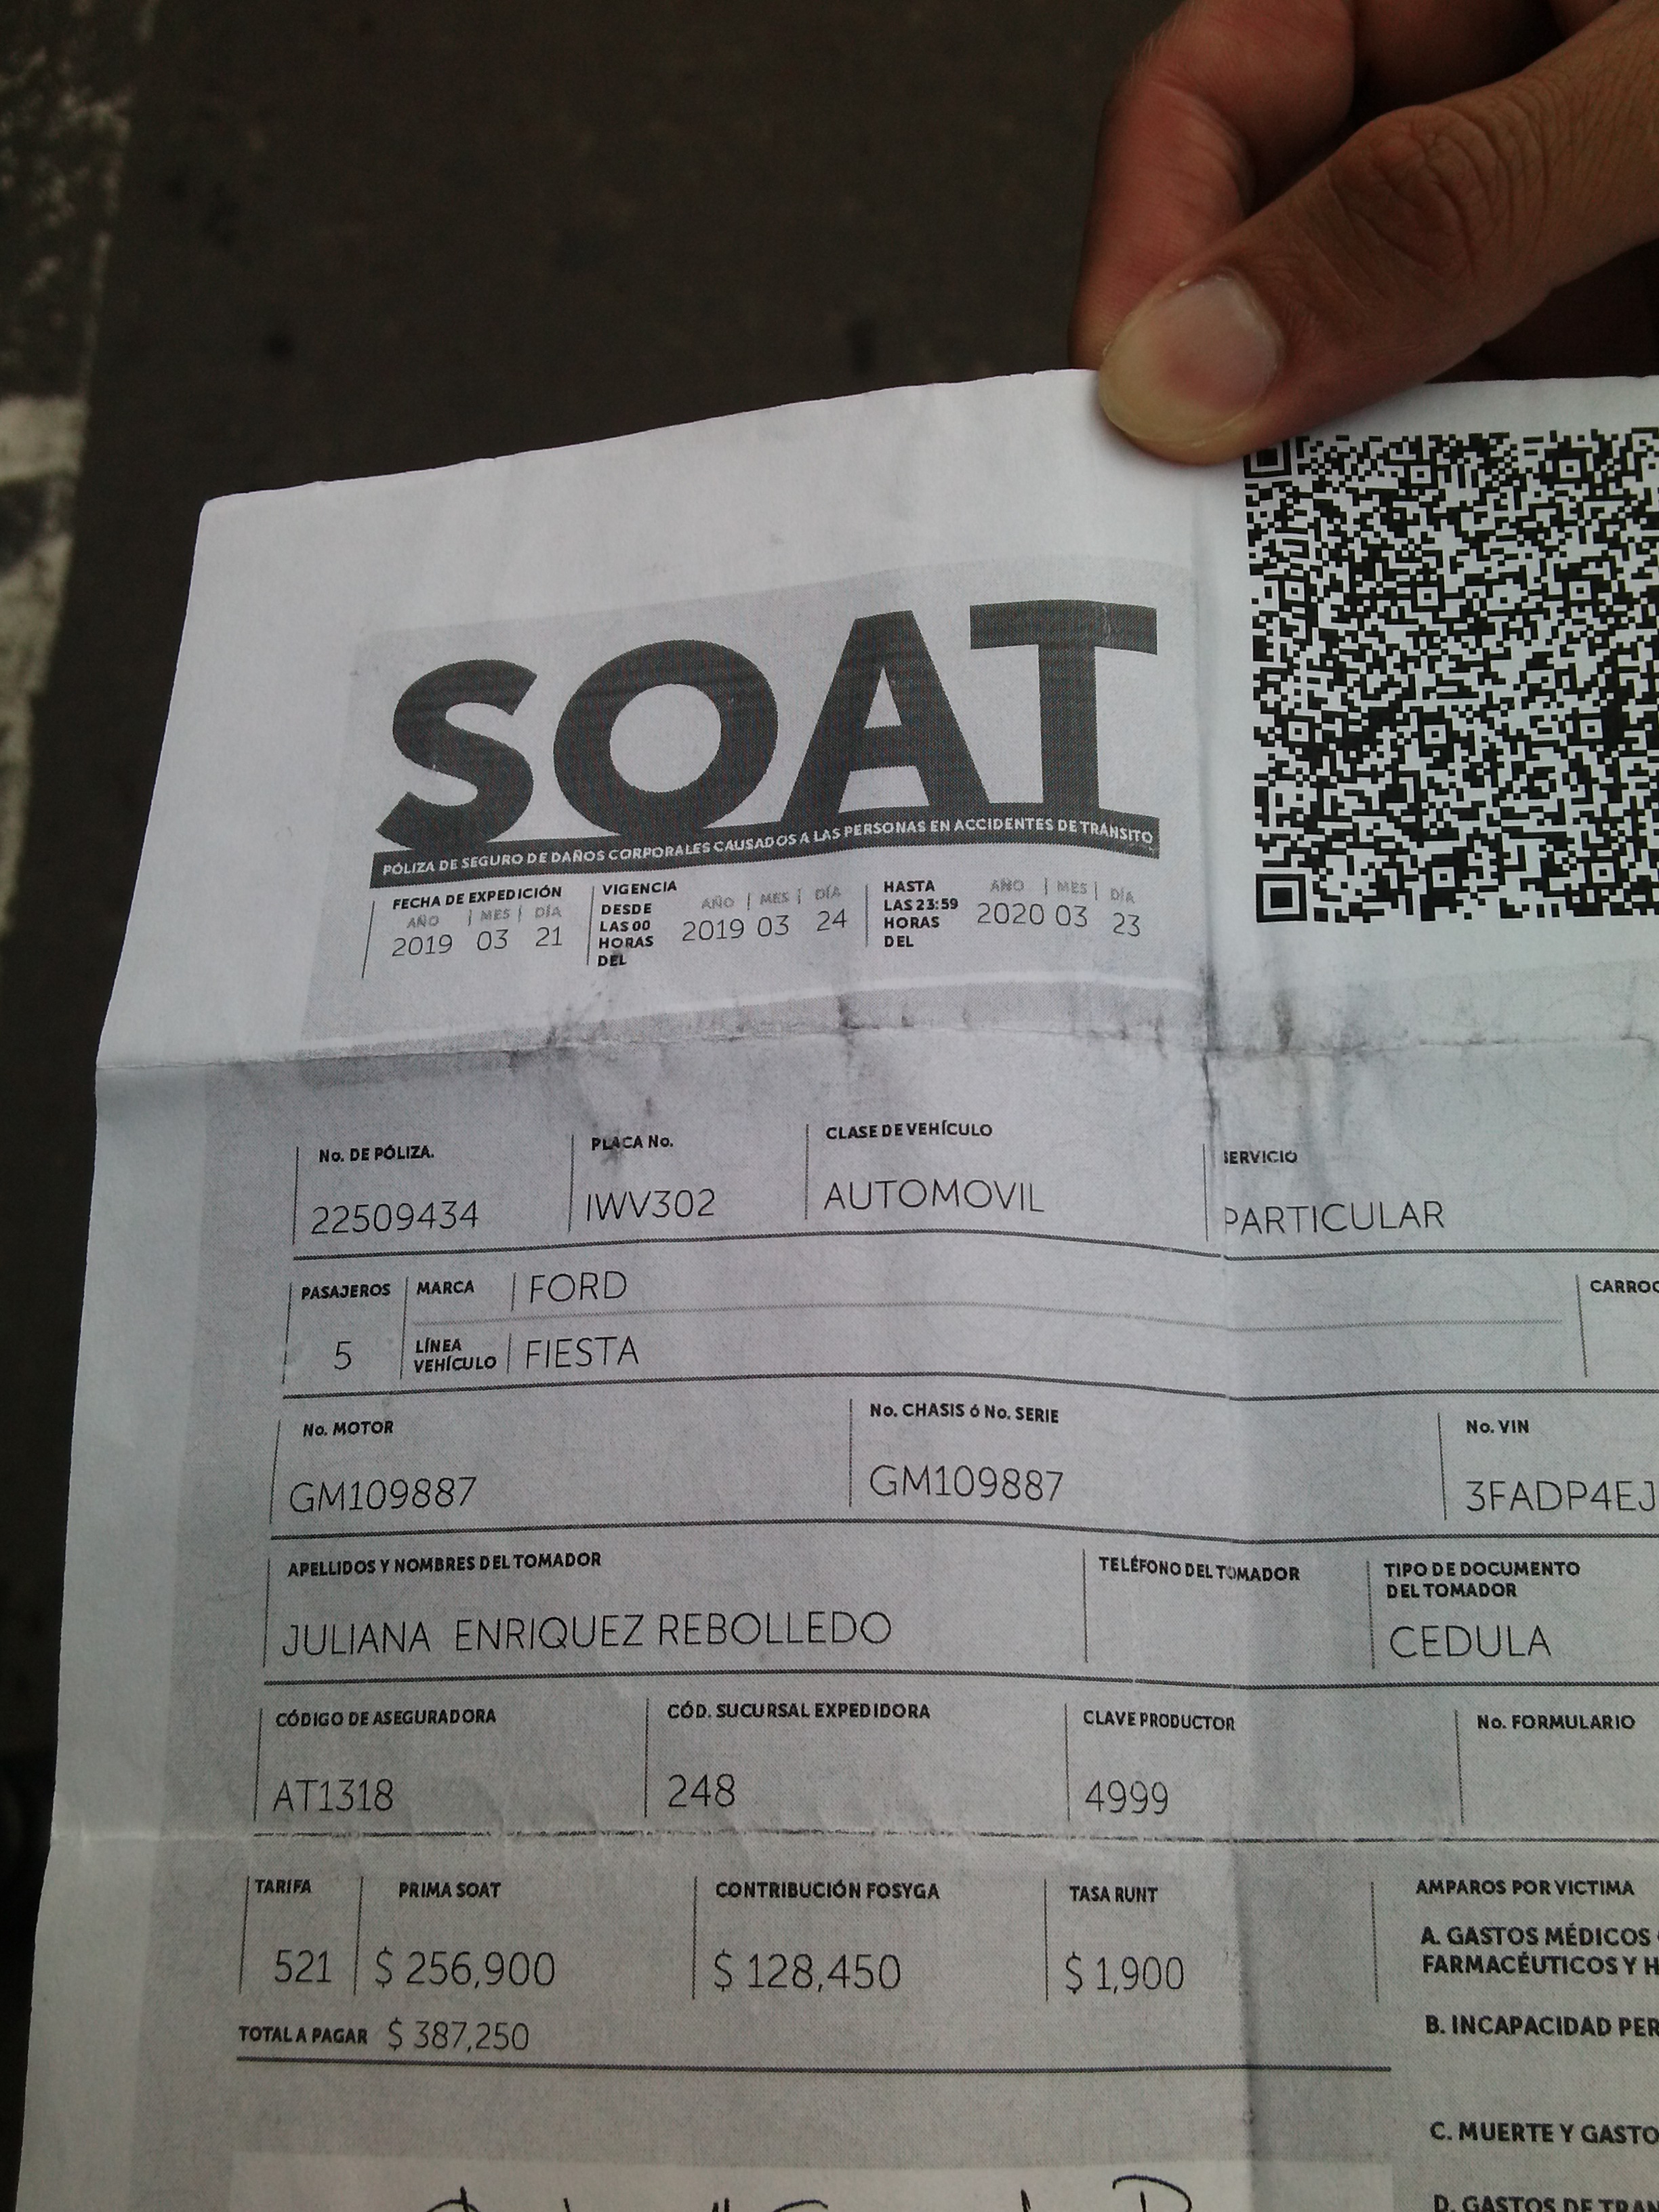 SOAT
PÓLIZA DE SEGURO DE DAÑOS CORPORALES CAUSADOS A LAS PERSONAS EN ACCIDENTES DE TRÁNSITO
FECHA DE EXPEDICIÓN
AÑO | MES | DÍA
2019 03 21
VIGENCIA
DESDE
LAS 00
HORAS
DEL
AÑO | MES | DÍA
2019 03 24
HASTA
LAS 23:59
HORAS
DEL
AÑO | MES | DÍA
2020 03 23
No. DE PÓLIZA.
22509434
PLACA No.
IWV302
CLASE DE VEHÍCULO
AUTOMOVIL
SERVICIO
PARTICULAR
PASAJEROS
5
MARCA
FORD
LÍNEA
VEHÍCULO
FIESTA
CARROC
No. MOTOR
GM109887
No. CHASIS ó No. SERIE
GM109887
No. VIN
3FADP4EJ
APELLIDOS Y NOMBRES DEL TOMADOR
JULIANA ENRIQUEZ REBOLLEDO
TELÉFONO DEL TOMADOR
TIPO DE DOCUMENTO
DEL TOMADOR
CEDULA
CÓDIGO DE ASEGURADORA
AT1318
CÓD. SUCURSAL EXPEDIDORA
248
CLAVE PRODUCTOR
4999
No. FORMULARIO
TARIFA
521
PRIMA SOAT
$ 256,900
CONTRIBUCIÓN FOSYGA
$ 128,450
TASA RUNT
$ 1,900
TOTAL A PAGAR $ 387,250
AMPAROS POR VICTIMA
A. GASTOS MÉDICOS
FARMACÉUTICOS Y H
B. INCAPACIDAD PER
C. MUERTE Y GASTO
D. GASTOS DE TRAN